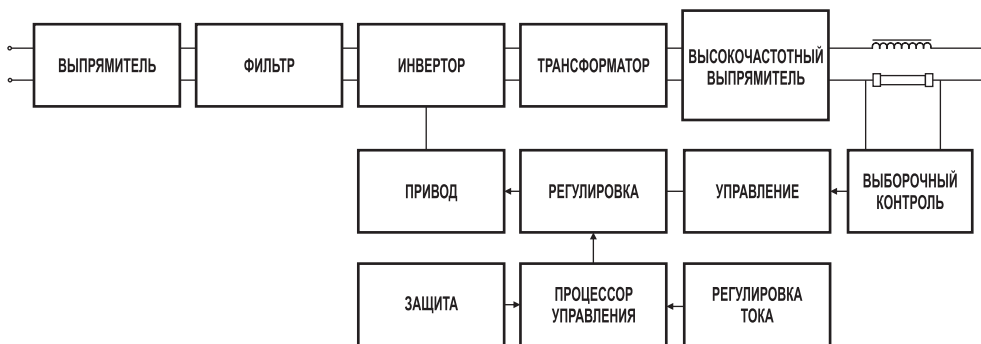 ВЫПРЯМИТЕЛЬ
ФИЛЬТР
ИНВЕРТОР
ТРАНСФОРМАТОР
ВЫСОКОЧАСТОТНЫЙ
ВЫПРЯМИТЕЛЬ
ПРИВОД
РЕГУЛИРОВКА
УПРАВЛЕНИЕ
ВЫБОРОЧНЫЙ
КОНТРОЛЬ
ЗАЩИТА
ПРОЦЕССОР
УПРАВЛЕНИЯ
РЕГУЛИРОВКА
ТОКА